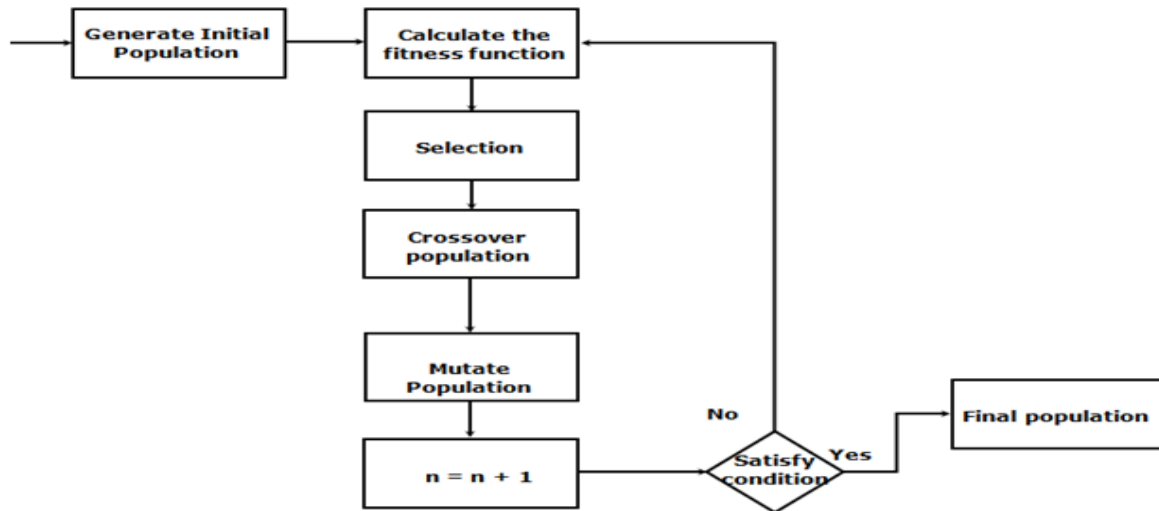 Generate Initial
Population
Calculate the
fitness function
Selection
Crossover
population
Mutate
Population
n = n + 1
No
Satisfy
condition
Yes
Final population